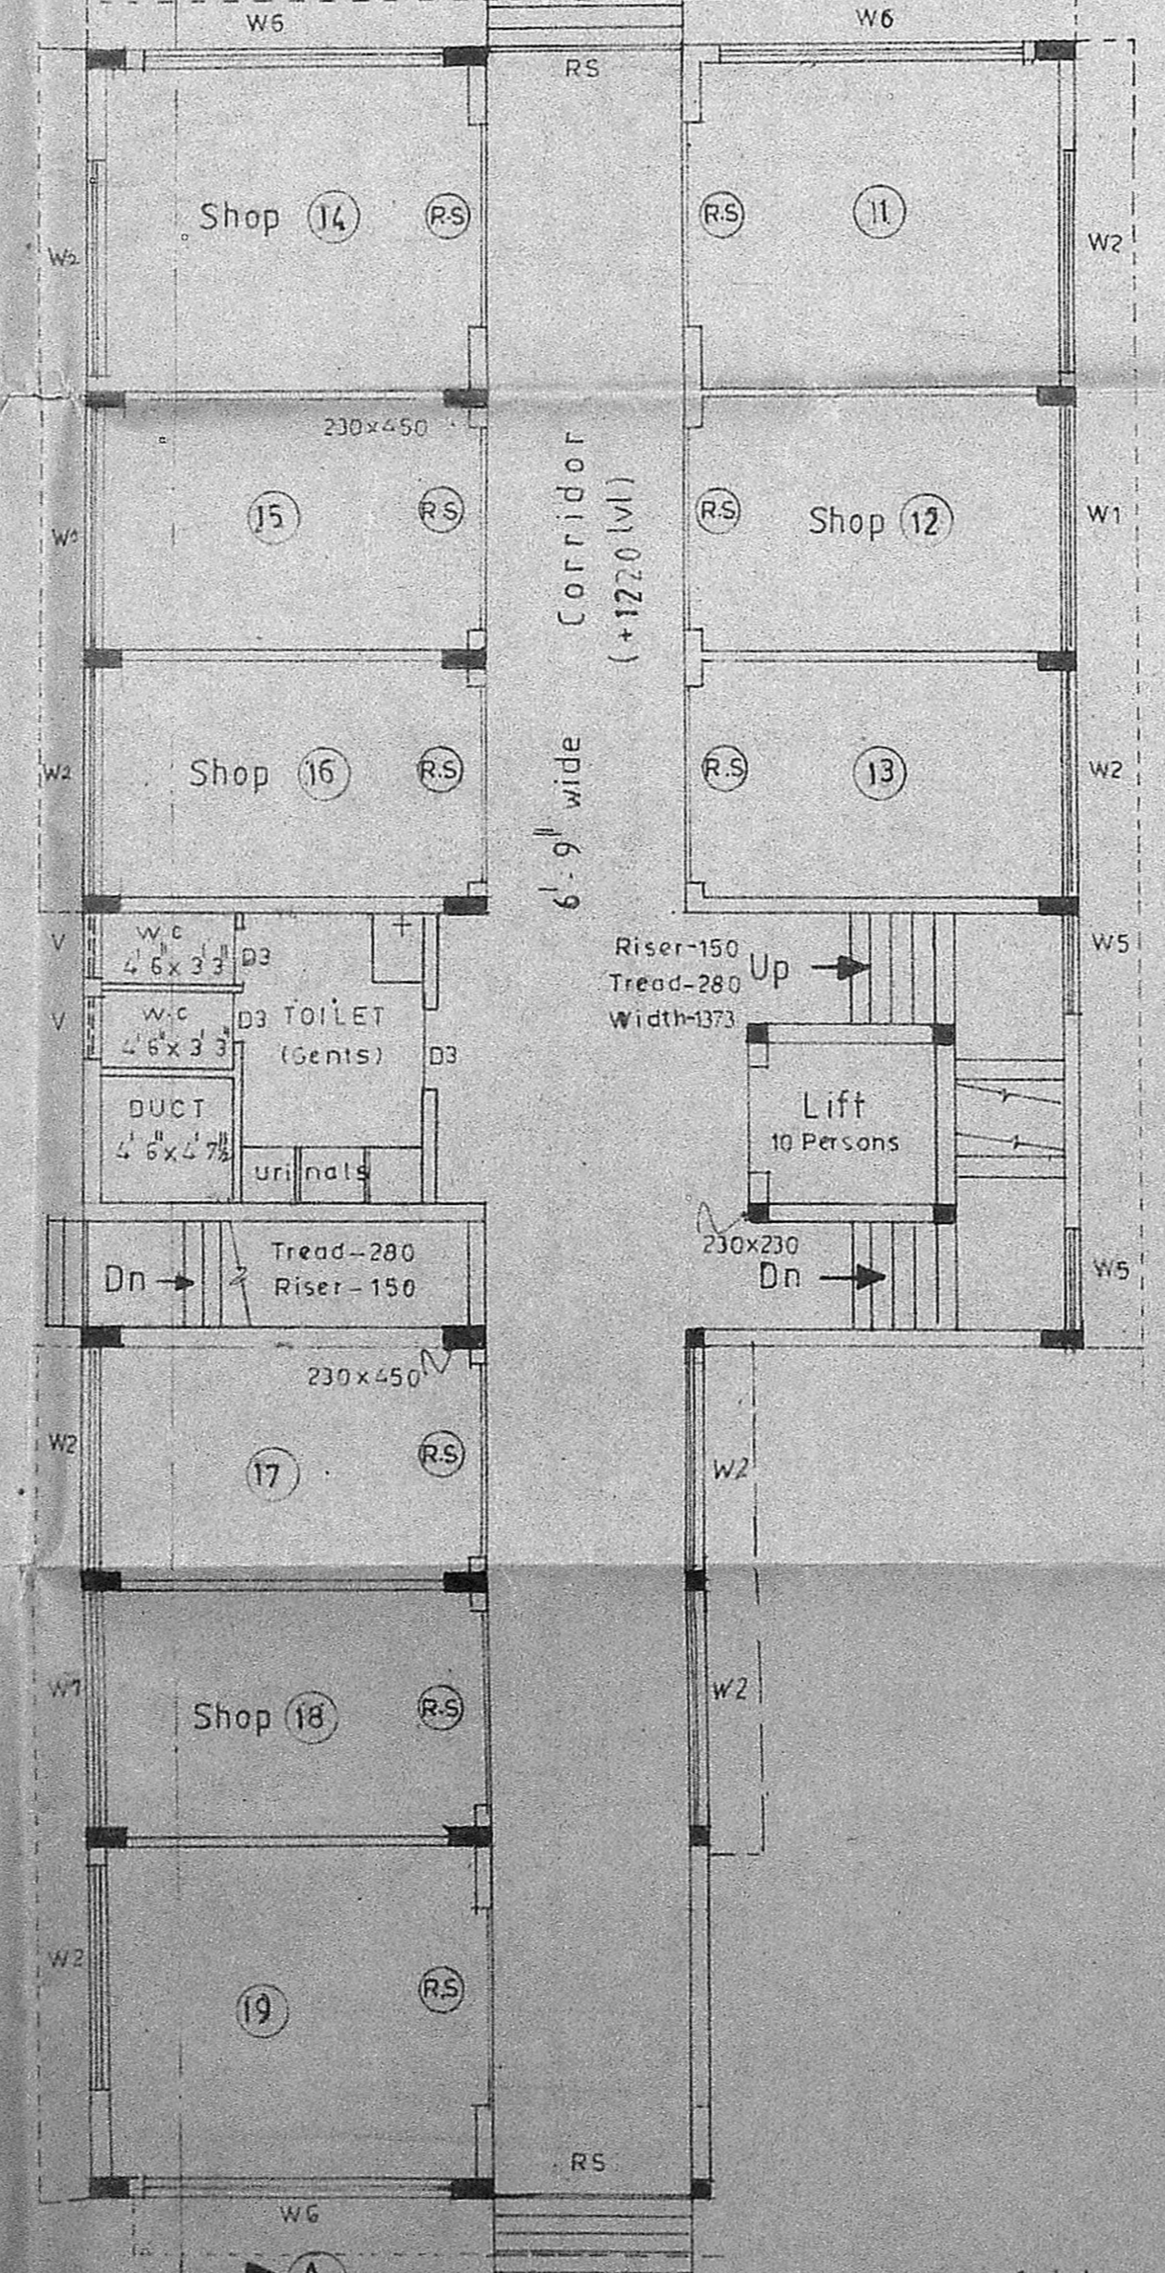 W6
W6
RS
Shop 14 R.S
R.S 11
W2
W2
230x450
15 R.S
R.S Shop 12
W1
Corridor
(+1220 lvl)
6'-9" wide
W2
Shop 16 R.S
R.S 13
W2
V
W.C
4'6"x3'3"
D3
V
W.C
4'6"x3'3"
D3
TOILET
(Gents)
D3
DUCT
4'6"x4'7½"
urinals
Riser-150
Tread-280
Width-1373
Up
W5
Lift
10 Persons
230x230
Dn
W5
Dn
Tread-280
Riser-150
230x450
W2
17 R.S
W2
Shop 18 R.S
W2
W2
19 R.S
RS
W6
A